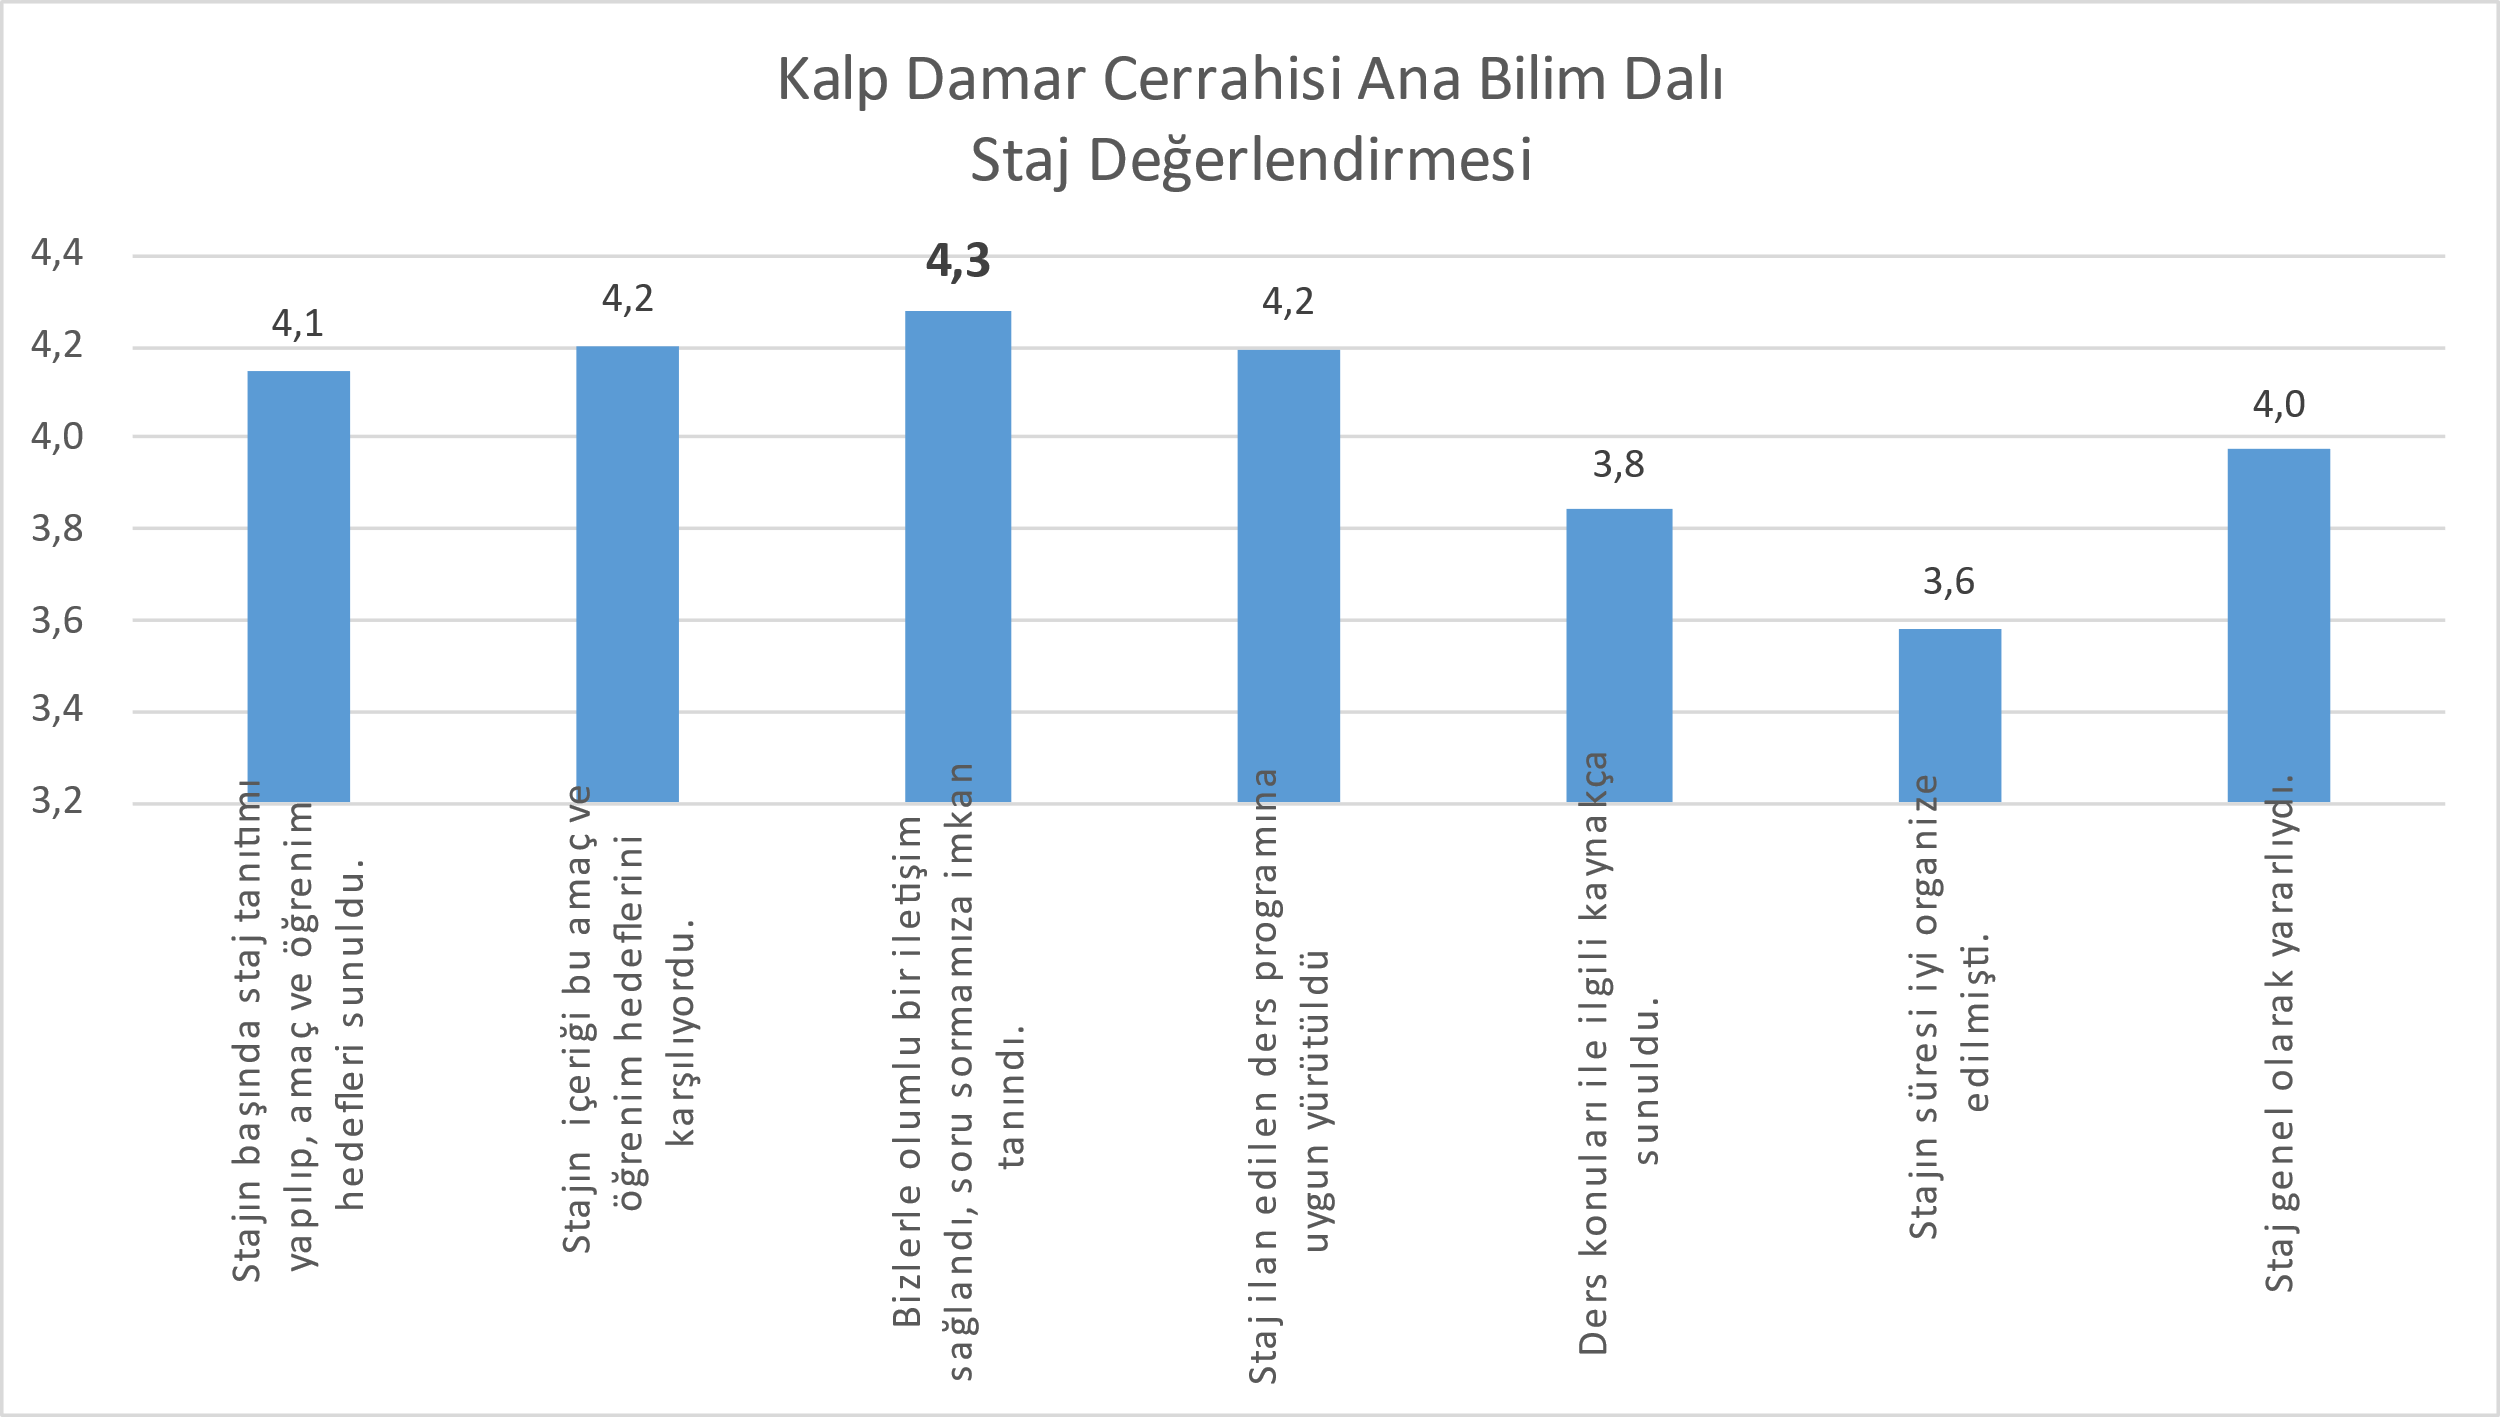 Kalp Damar Cerrahisi Ana Bilim Dalı
Staj Değerlendirmesi
4,4
4,2
4,0
3,8
3,6
3,4
3,2
4,1
4,2
4,3
4,2
3,8
3,6
4,0
Stajın başında staj tanıtımı
yapılıp, amaç ve öğrenim
hedefleri sunuldu.
Stajın içeriği bu amaç ve
öğrenim hedeflerini
karşılıyordu.
Bizlerle olumlu bir iletişim
sağlandı, soru sormamıza imkan
tanındı.
Staj ilan edilen ders programına
uygun yürütüldü
Ders konuları ile ilgili kaynakça
sunuldu.
Stajın süresi iyi organize
edilmişti.
Staj genel olarak yararlıydı.